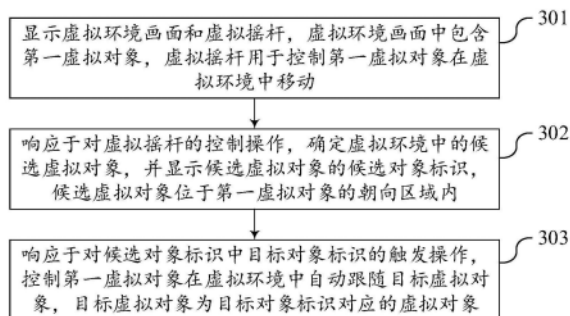 显示虚拟环境画面和虚拟摇杆，虚拟环境画面中包含
第一虚拟对象，虚拟摇杆用于控制第一虚拟对象在虚
拟环境中移动
301
响应于对虚拟摇杆的控制操作，确定虚拟环境中的候
选虚拟对象，并显示候选虚拟对象的候选对象标识，
候选虚拟对象位于第一虚拟对象的朝向区域内
302
响应于对候选对象标识中目标对象标识的触发操作，
控制第一虚拟对象在虚拟环境中自动跟随目标虚拟对
象，目标虚拟对象为目标对象标识对应的虚拟对象
303